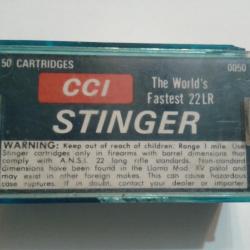 50 CARTRIDGES
0050
CCI
The World's
Fastest 22LR
STINGER
WARNING: Keep out of reach of children. Range 1 mile. Use
Stinger cartridges only in firearms with barrel dimensions that
comply with A.N.S.I. 22 long rifle standards. Non-standard
dimensions have been found in the Llama Mod. XV pistol and
may exist in other foreign makes. This can cause hazardous
case ruptures. If in doubt, contact your dealer or importer.